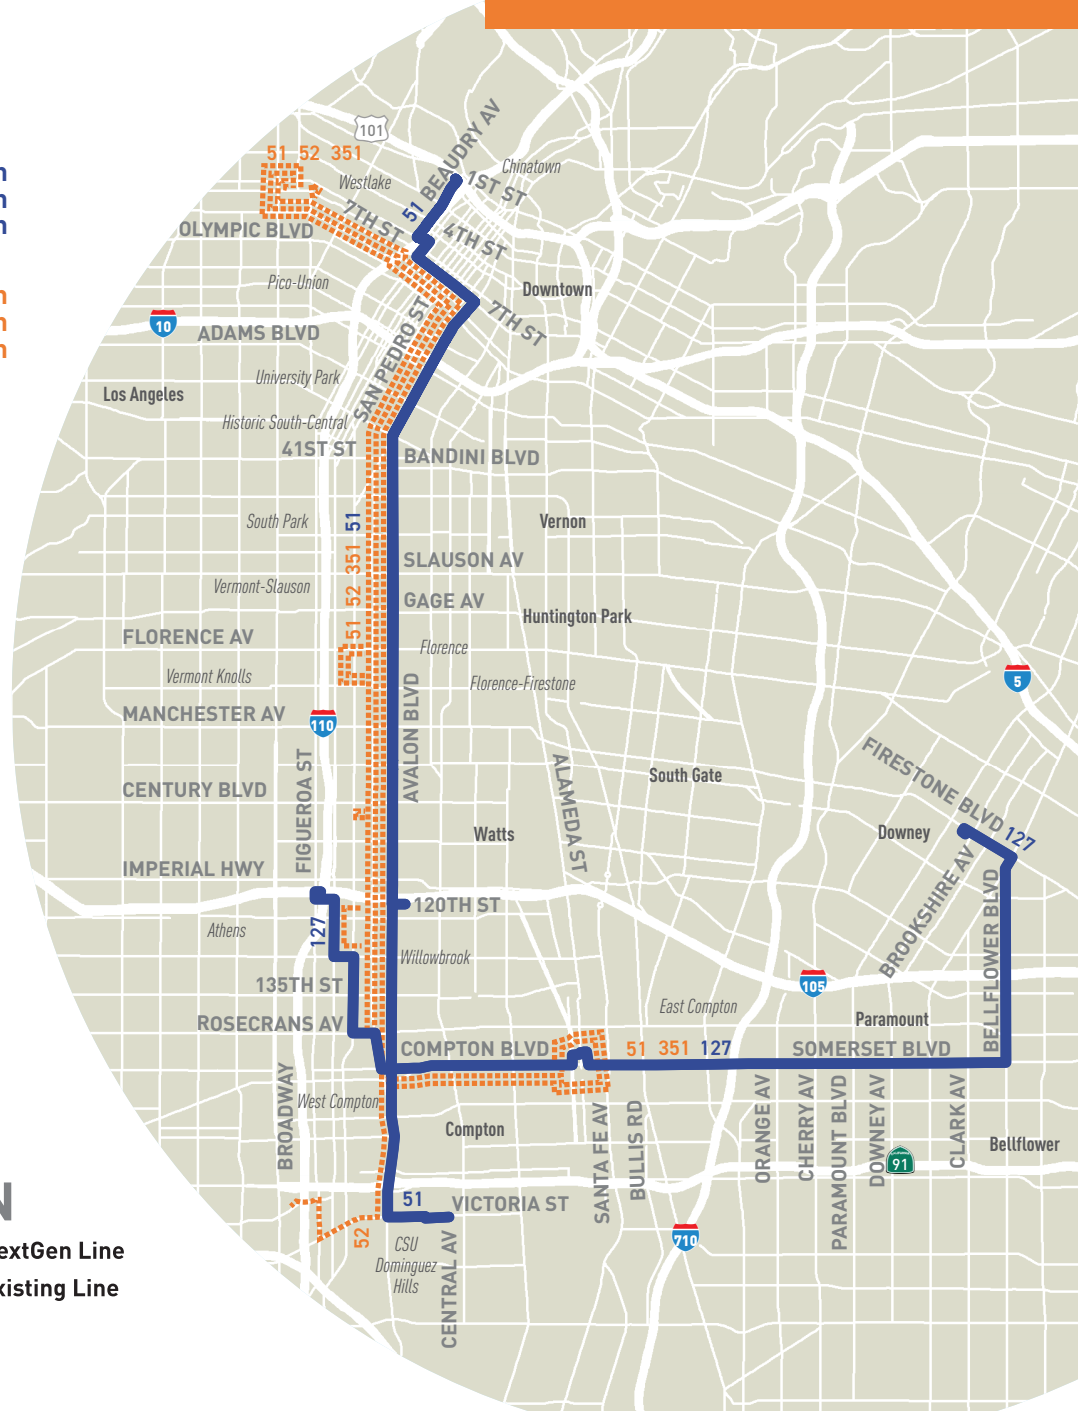 101
51 52 351
BEAUDRY AV
Chinatown
Westlake
1ST ST
51
7TH ST
OLYMPIC BLVD
4TH ST
Pico-Union
Downtown
7TH ST
10
ADAMS BLVD
SAN PEDRO ST
University Park
Los Angeles
Historic South-Central
41ST ST
BANDINI BLVD
South Park
Vernon
51 52 351 51
SLAUSON AV
Vermont-Slauson
GAGE AV
Huntington Park
FLORENCE AV
Florence
Vermont Knolls
Florence-Firestone
5
MANCHESTER AV
110
AVALON BLVD
FIGUEROA ST
ALAMEDA ST
South Gate
FIRESTONE BLVD
127
CENTURY BLVD
Watts
Downey
IMPERIAL HWY
BROOKSHIRE AV
BELLFLOWER BLVD
120TH ST
127
Athens
Willowbrook
135TH ST
105
East Compton
Paramount
ROSECRANS AV
COMPTON BLVD
51 351 127
SOMERSET BLVD
BROADWAY
West Compton
Compton
SANTA FE AV
BULLIS RD
ORANGE AV
CHERRY AV
PARAMOUNT BLVD
DOWNEY AV
91
CLARK AV
Bellflower
51
VICTORIA ST
52
CSU
Dominguez
Hills
CENTRAL AV
710
N
extGen Line
xisting Line